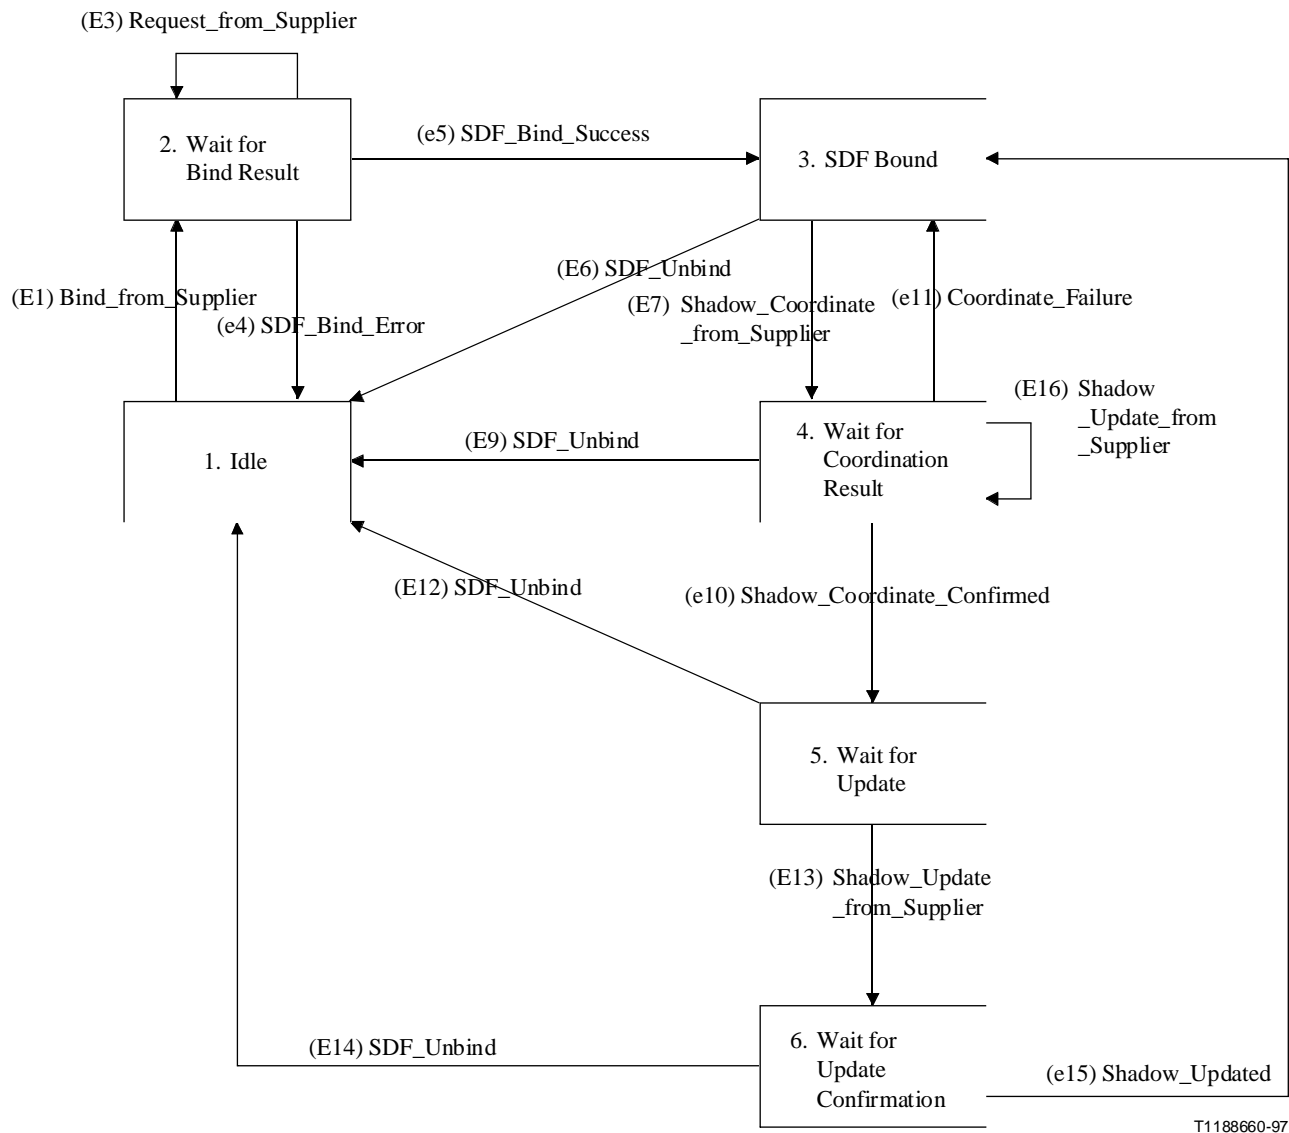 (E3) Request_from_Supplier
2. Wait for
Bind Result
(e5) SDF_Bind_Success
3. SDF Bound
(E6) SDF_Unbind
(E1) Bind_from_Supplier
(e4) SDF_Bind_Error
(E7) Shadow_Coordinate
_from_Supplier
(e11) Coordinate_Failure
(E16) Shadow
_Update_from
_Supplier
1. Idle
(E9) SDF_Unbind
4. Wait for
Coordination
Result
(E12) SDF_Unbind
(e10) Shadow_Coordinate_Confirmed
5. Wait for
Update
(E13) Shadow_Update
_from_Supplier
(E14) SDF_Unbind
6. Wait for
Update
Confirmation
(e15) Shadow_Updated
T1188660-97